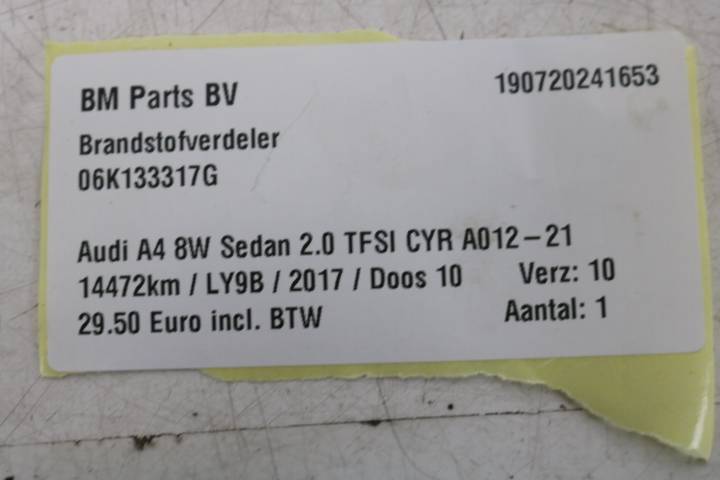 BM Parts BV 190720241653
Brandstofverdeler
06K133317G
Audi A4 8W Sedan 2.0 TFSI CYR A012-21
14472km / LY9B / 2017 / Doos 10 Verz: 10
29.50 Euro incl. BTW Aantal: 1